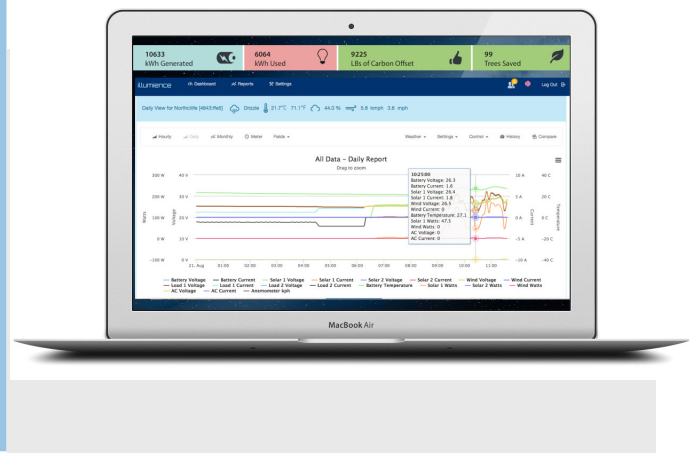 10633
kWh Generated
6064
kWh Used
9225
LBs of Carbon Offset
99
Trees Saved
illumience Dashboard Reports Settings Log Out
Daily View for Northcliffe Drizzle 21.7°C 71.1°F 44.0 % 5.8 kmph 3.6 mph
Hourly Daily Monthly Meter Fields Weather Settings Control History Compare
All Data – Daily Report
Drag to zoom
300 W 40 V 10 A 40 C
200 W 30 V 5 A 20 C
100 W 20 V 0 A 0 C
0 W 10 V -5 A -20 C
-100 W 0 V -10 A -40 C
Watts
Voltage
Current
Temperature
10:25:00
Battery Voltage: 26.3
Battery Current: 1.6
Solar 1 Voltage: 26.4
Solar 1 Current: 1.8
Wind Voltage: 26.5
Wind Current: 0
Battery Temperature: 27.1
Solar 1 Watts: 47.5
Wind Watts: 0
AC Voltage: 0
AC Current: 0
21. Aug 01:00 02:00 03:00 04:00 05:00 06:00 07:00 08:00 09:00 10:00 11:00
Battery Voltage Battery Current Solar 1 Voltage Solar 1 Current Solar 2 Voltage Solar 2 Current Wind Voltage Wind Current
Load 1 Voltage Load 1 Current Load 2 Voltage Load 2 Current Battery Temperature Solar 1 Watts Solar 2 Watts Wind Watts
AC Voltage AC Current Anemometer kph
MacBook Air